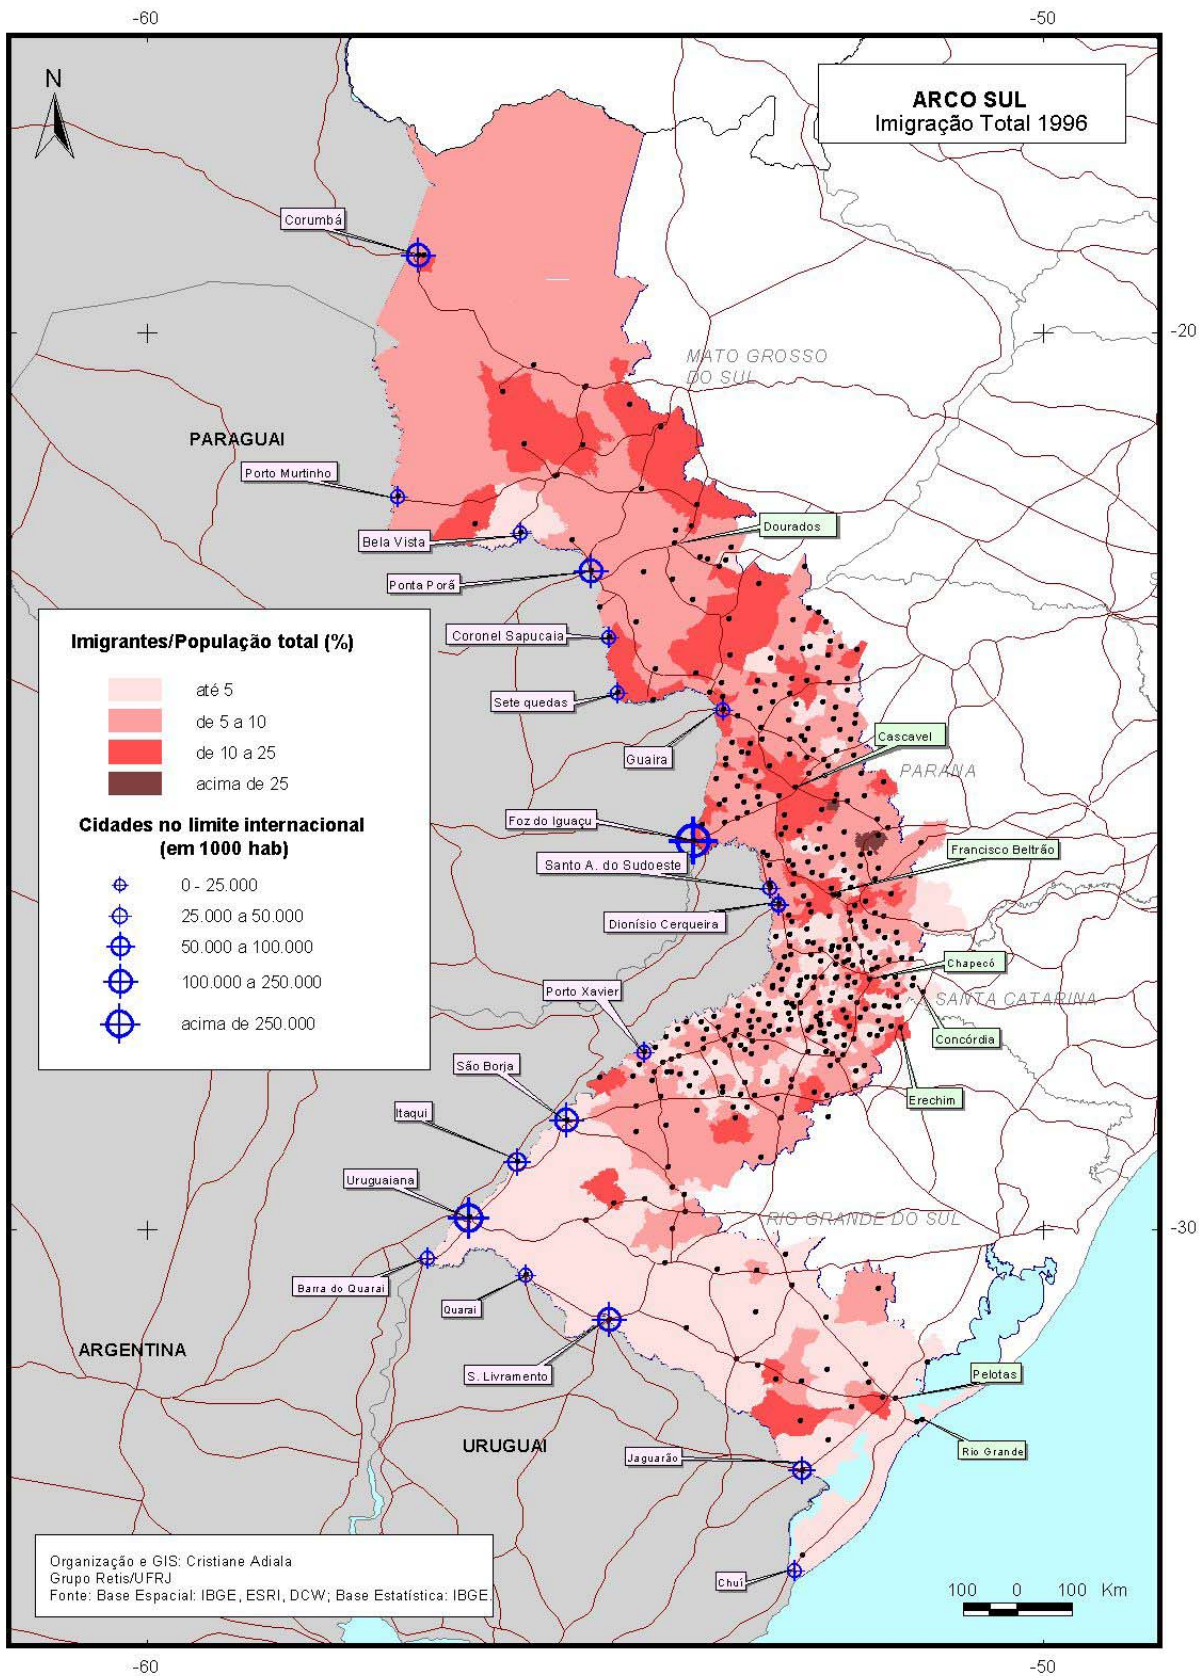 -60
-50
N
ARCO SUL
Imigração Total 1996
Corumbá
-20
MATO GROSSO
DO SUL
PARAGUAI
Porto Murtinho
Dourados
Bela Vista
Ponta Porã
Imigrantes/População total (%)
até 5
de 5 a 10
de 10 a 25
acima de 25
Cidades no limite internacional
(em 1000 hab)
0 - 25.000
25.000 a 50.000
50.000 a 100.000
100.000 a 250.000
acima de 250.000
Coronel Sapucaia
Sete quedas
Guaira
Cascavel
PARANA
Foz do Iguaçu
Francisco Beltrão
Santo A. do Sudoeste
Dionísio Cerqueira
Chapecó
Porto Xavier
SANTA CATARINA
Concórdia
São Borja
Erechim
Itaqui
Uruguaiana
RIO GRANDE DO SUL
-30
Barra do Quarai
Quarai
ARGENTINA
S. Livramento
Pelotas
URUGUAI
Rio Grande
Jaguarão
Chuí
Organização e GIS: Cristiane Adiala
Grupo Retis/UFRJ
Fonte: Base Espacial: IBGE, ESRI, DCW; Base Estatística: IBGE
100 0 100 Km
-60
-50